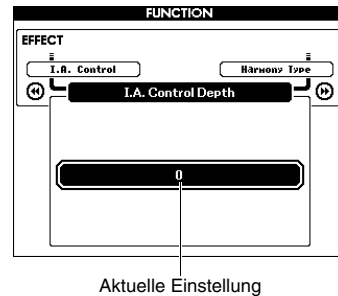 FUNCTION
EFFECT
I.A. Control
Harmony Type
I.A. Control Depth
0
Aktuelle Einstellung